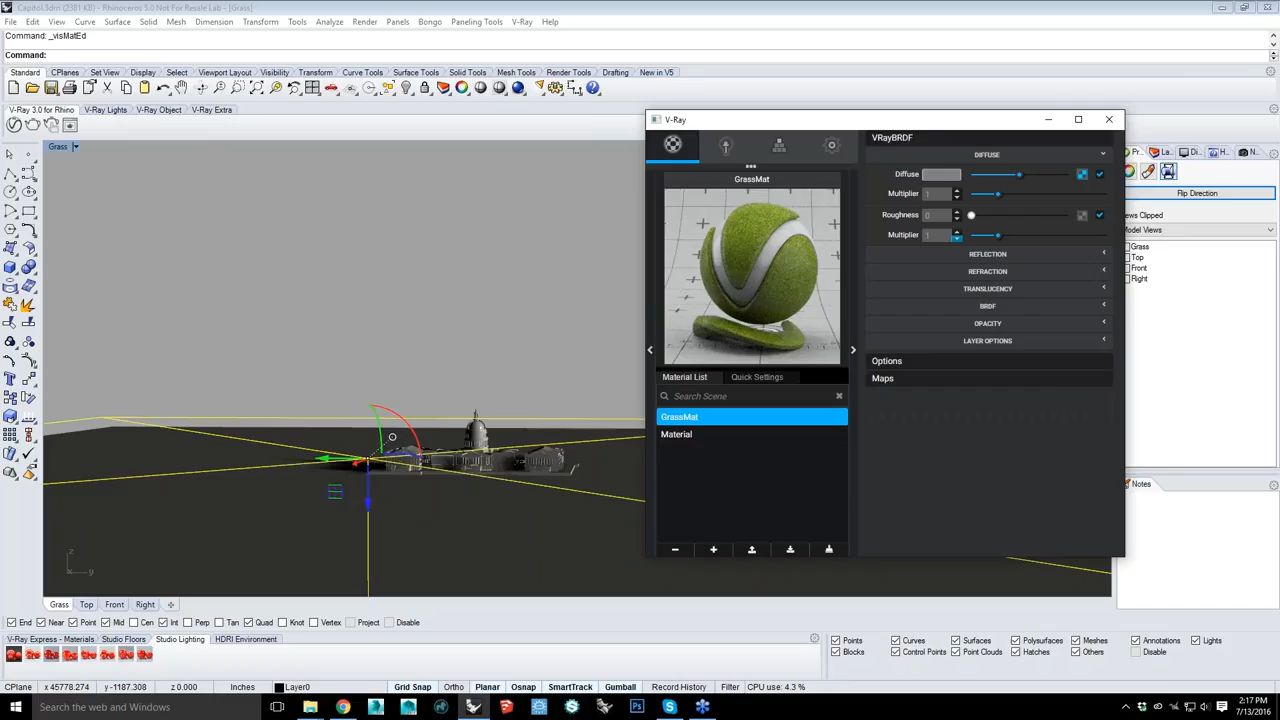 Capitol.3dm (2381 KB) - Rhinoceros 5.0 Not For Resale Lab - [Grass]
File Edit View Curve Surface Solid Mesh Dimension Transform Tools Analyze Render Panels Bongo Paneling Tools V-Ray Help
Command: _visMatEd
Command:
Standard CPlanes Set View Display Select Viewport Layout Visibility Transform Curve Tools Surface Tools Solid Tools Mesh Tools Render Tools Drafting New in V5
V-Ray 3.0 for Rhino V-Ray Lights V-Ray Object V-Ray Extra
Grass
V-Ray
VRayBRDF
DIFFUSE
GrassMat
Diffuse
Multiplier 1
Roughness 0
Multiplier 1
REFLECTION
REFRACTION
TRANSLUCENCY
BRDF
OPACITY
LAYER OPTIONS
Options
Maps
Material List Quick Settings
Search Scene
GrassMat
Material
Pr... La... Di... H... N...
Flip Direction
iews Clipped
Model Views
Grass
Top
Front
Right
Notes
z
x y
Grass Top Front Right
End Near Point Mid Cen Int Perp Tan Quad Knot Vertex Project Disable
V-Ray Express - Materials Studio Floors Studio Lighting HDRI Environment
Points Curves Surfaces Polysurfaces Meshes Annotations Lights
Blocks Control Points Point Clouds Hatches Others Disable
CPlane x 45778.274 y -1187.308 z 0.000 Inches Layer0 Grid Snap Ortho Planar Osnap SmartTrack Gumball Record History Filter CPU use: 4.3 %
Search the web and Windows
2:17 PM
7/13/2016